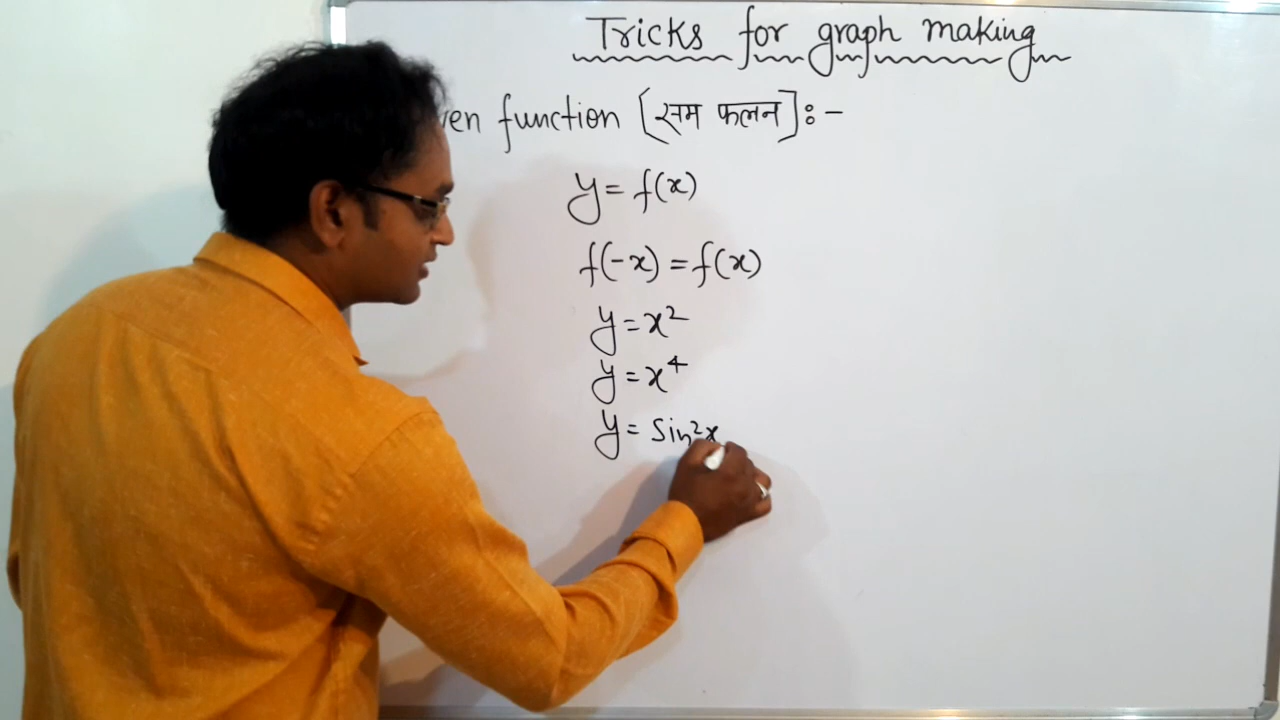 Tricks for graph making
ven function [सम फलन]:-
y = f(x)
f(-x) = f(x)
y = x²
y = x⁴
y = Sin²x